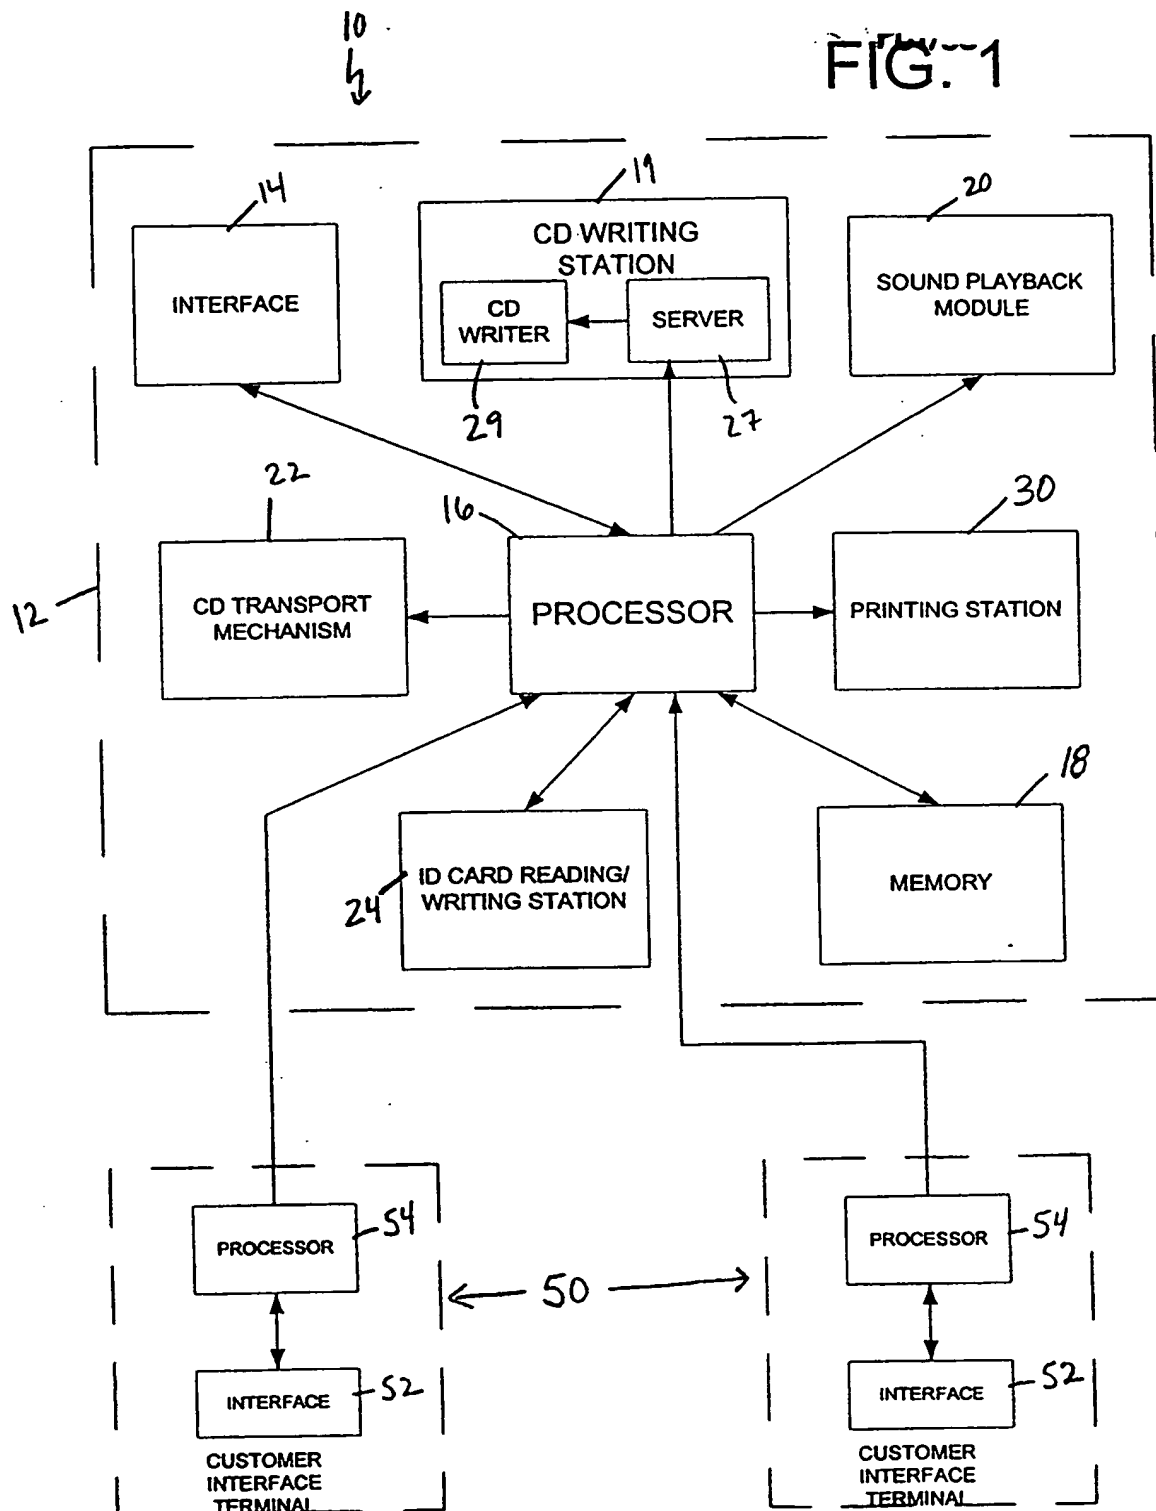 10
FIG. 1
14
11
20
CD WRITING
STATION
INTERFACE
CD
WRITER
SERVER
SOUND PLAYBACK
MODULE
29
27
22
16
30
12
CD TRANSPORT
MECHANISM
PROCESSOR
PRINTING STATION
18
24
ID CARD READING/
WRITING STATION
MEMORY
PROCESSOR
54
PROCESSOR
54
50
INTERFACE
52
INTERFACE
52
CUSTOMER
INTERFACE
TERMINAL
CUSTOMER
INTERFACE
TERMINAL